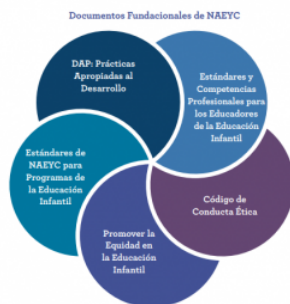 Documentos Fundacionales de NAEYC
DAP: Prácticas
Apropiadas al
Desarrollo
Estándares y
Competencias
Profesionales para
los Educadores
de la Educación
Infantil
Código de
Conducta Ética
Promover la
Equidad en
la Educación
Infantil
Estándares de
NAEYC para
Programas de
la Educación
Infantil